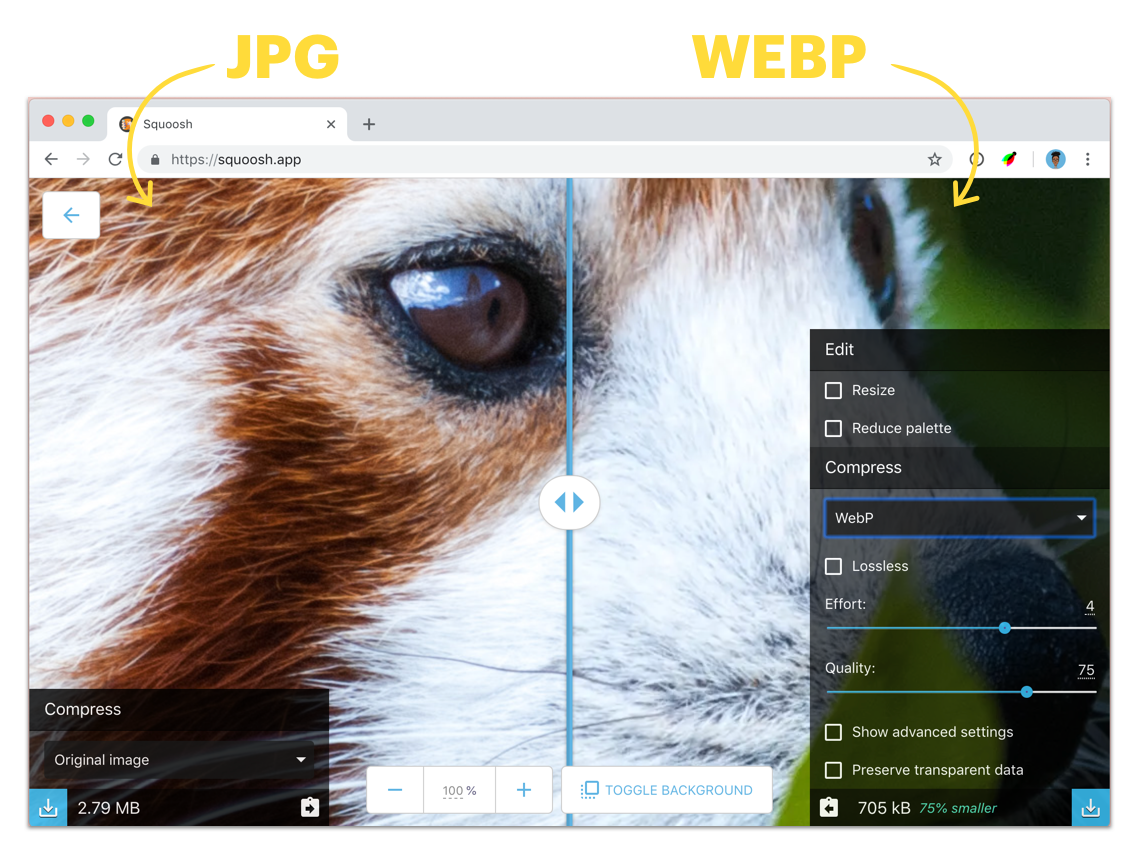 JPG
WEBP
Squoosh
https://squoosh.app
Edit
Resize
Reduce palette
Compress
WebP
Lossless
Effort: 4
Quality: 75
Show advanced settings
Preserve transparent data
705 kB 75% smaller
Compress
Original image
2.79 MB
100 %
TOGGLE BACKGROUND